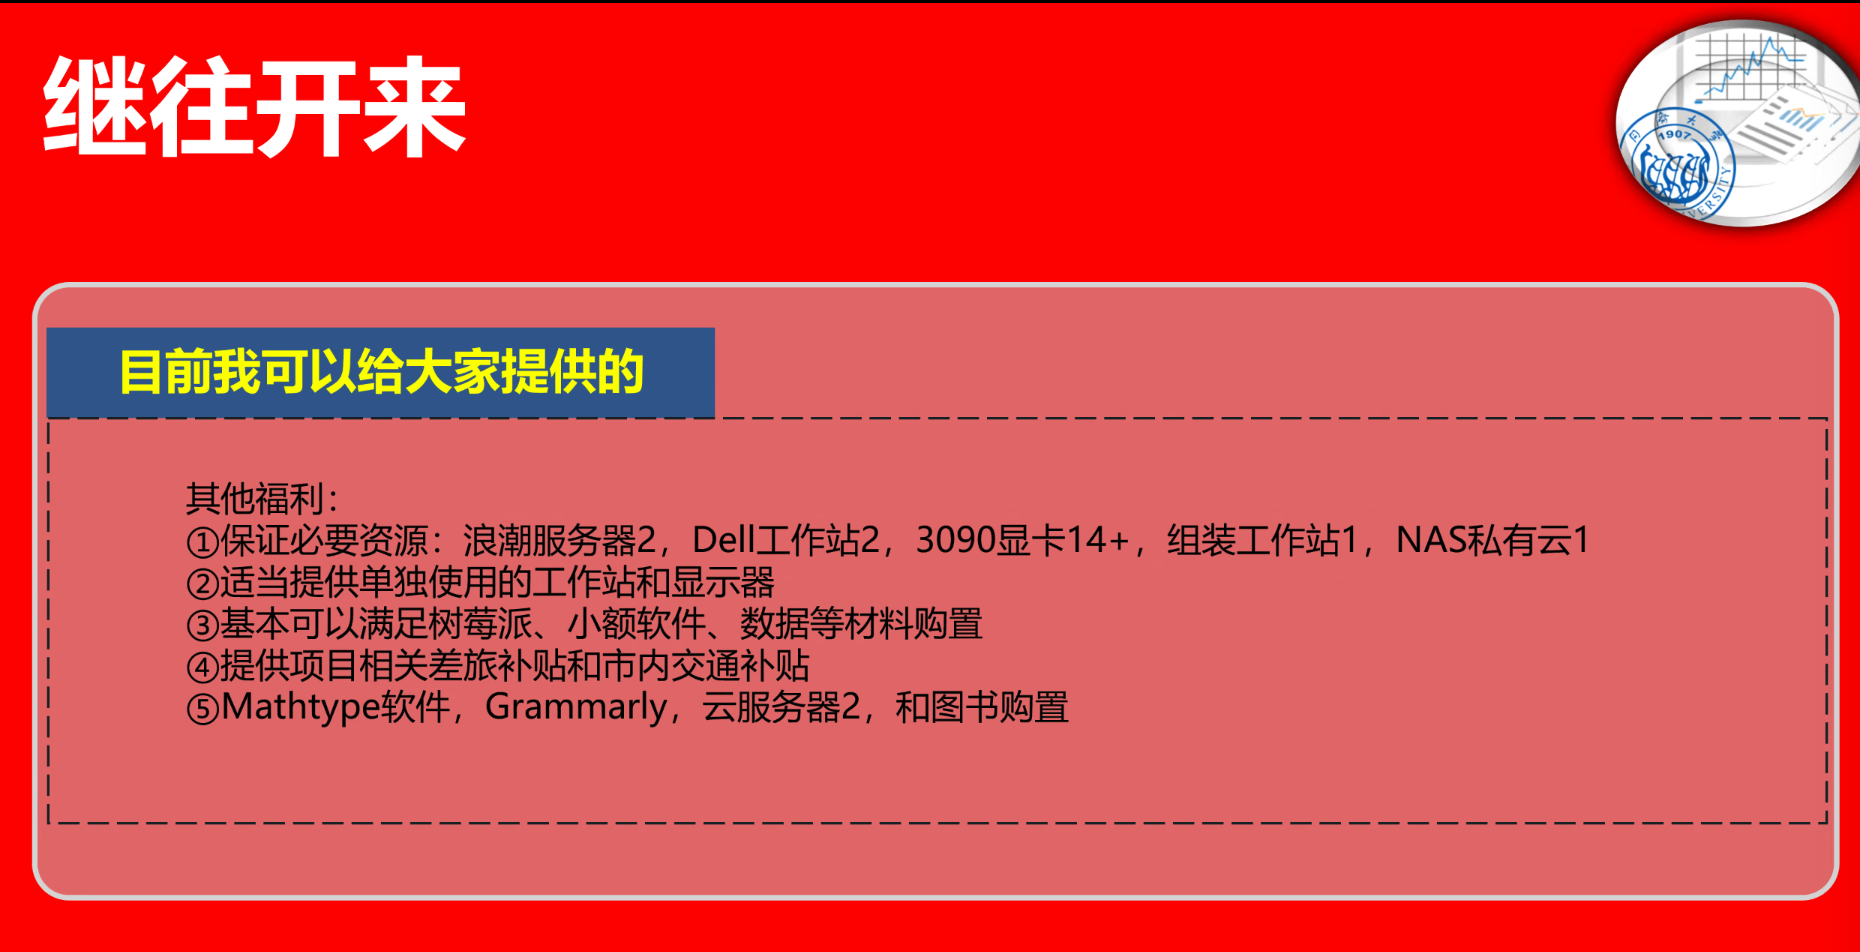 继往开来
同济大
1907
VERSITY
目前我可以给大家提供的
其他福利：
①保证必要资源：浪潮服务器2，Dell工作站2，3090显卡14+，组装工作站1，NAS私有云1
②适当提供单独使用的工作站和显示器
③基本可以满足树莓派、小额软件、数据等材料购置
④提供项目相关差旅补贴和市内交通补贴
⑤Mathtype软件，Grammarly，云服务器2，和图书购置